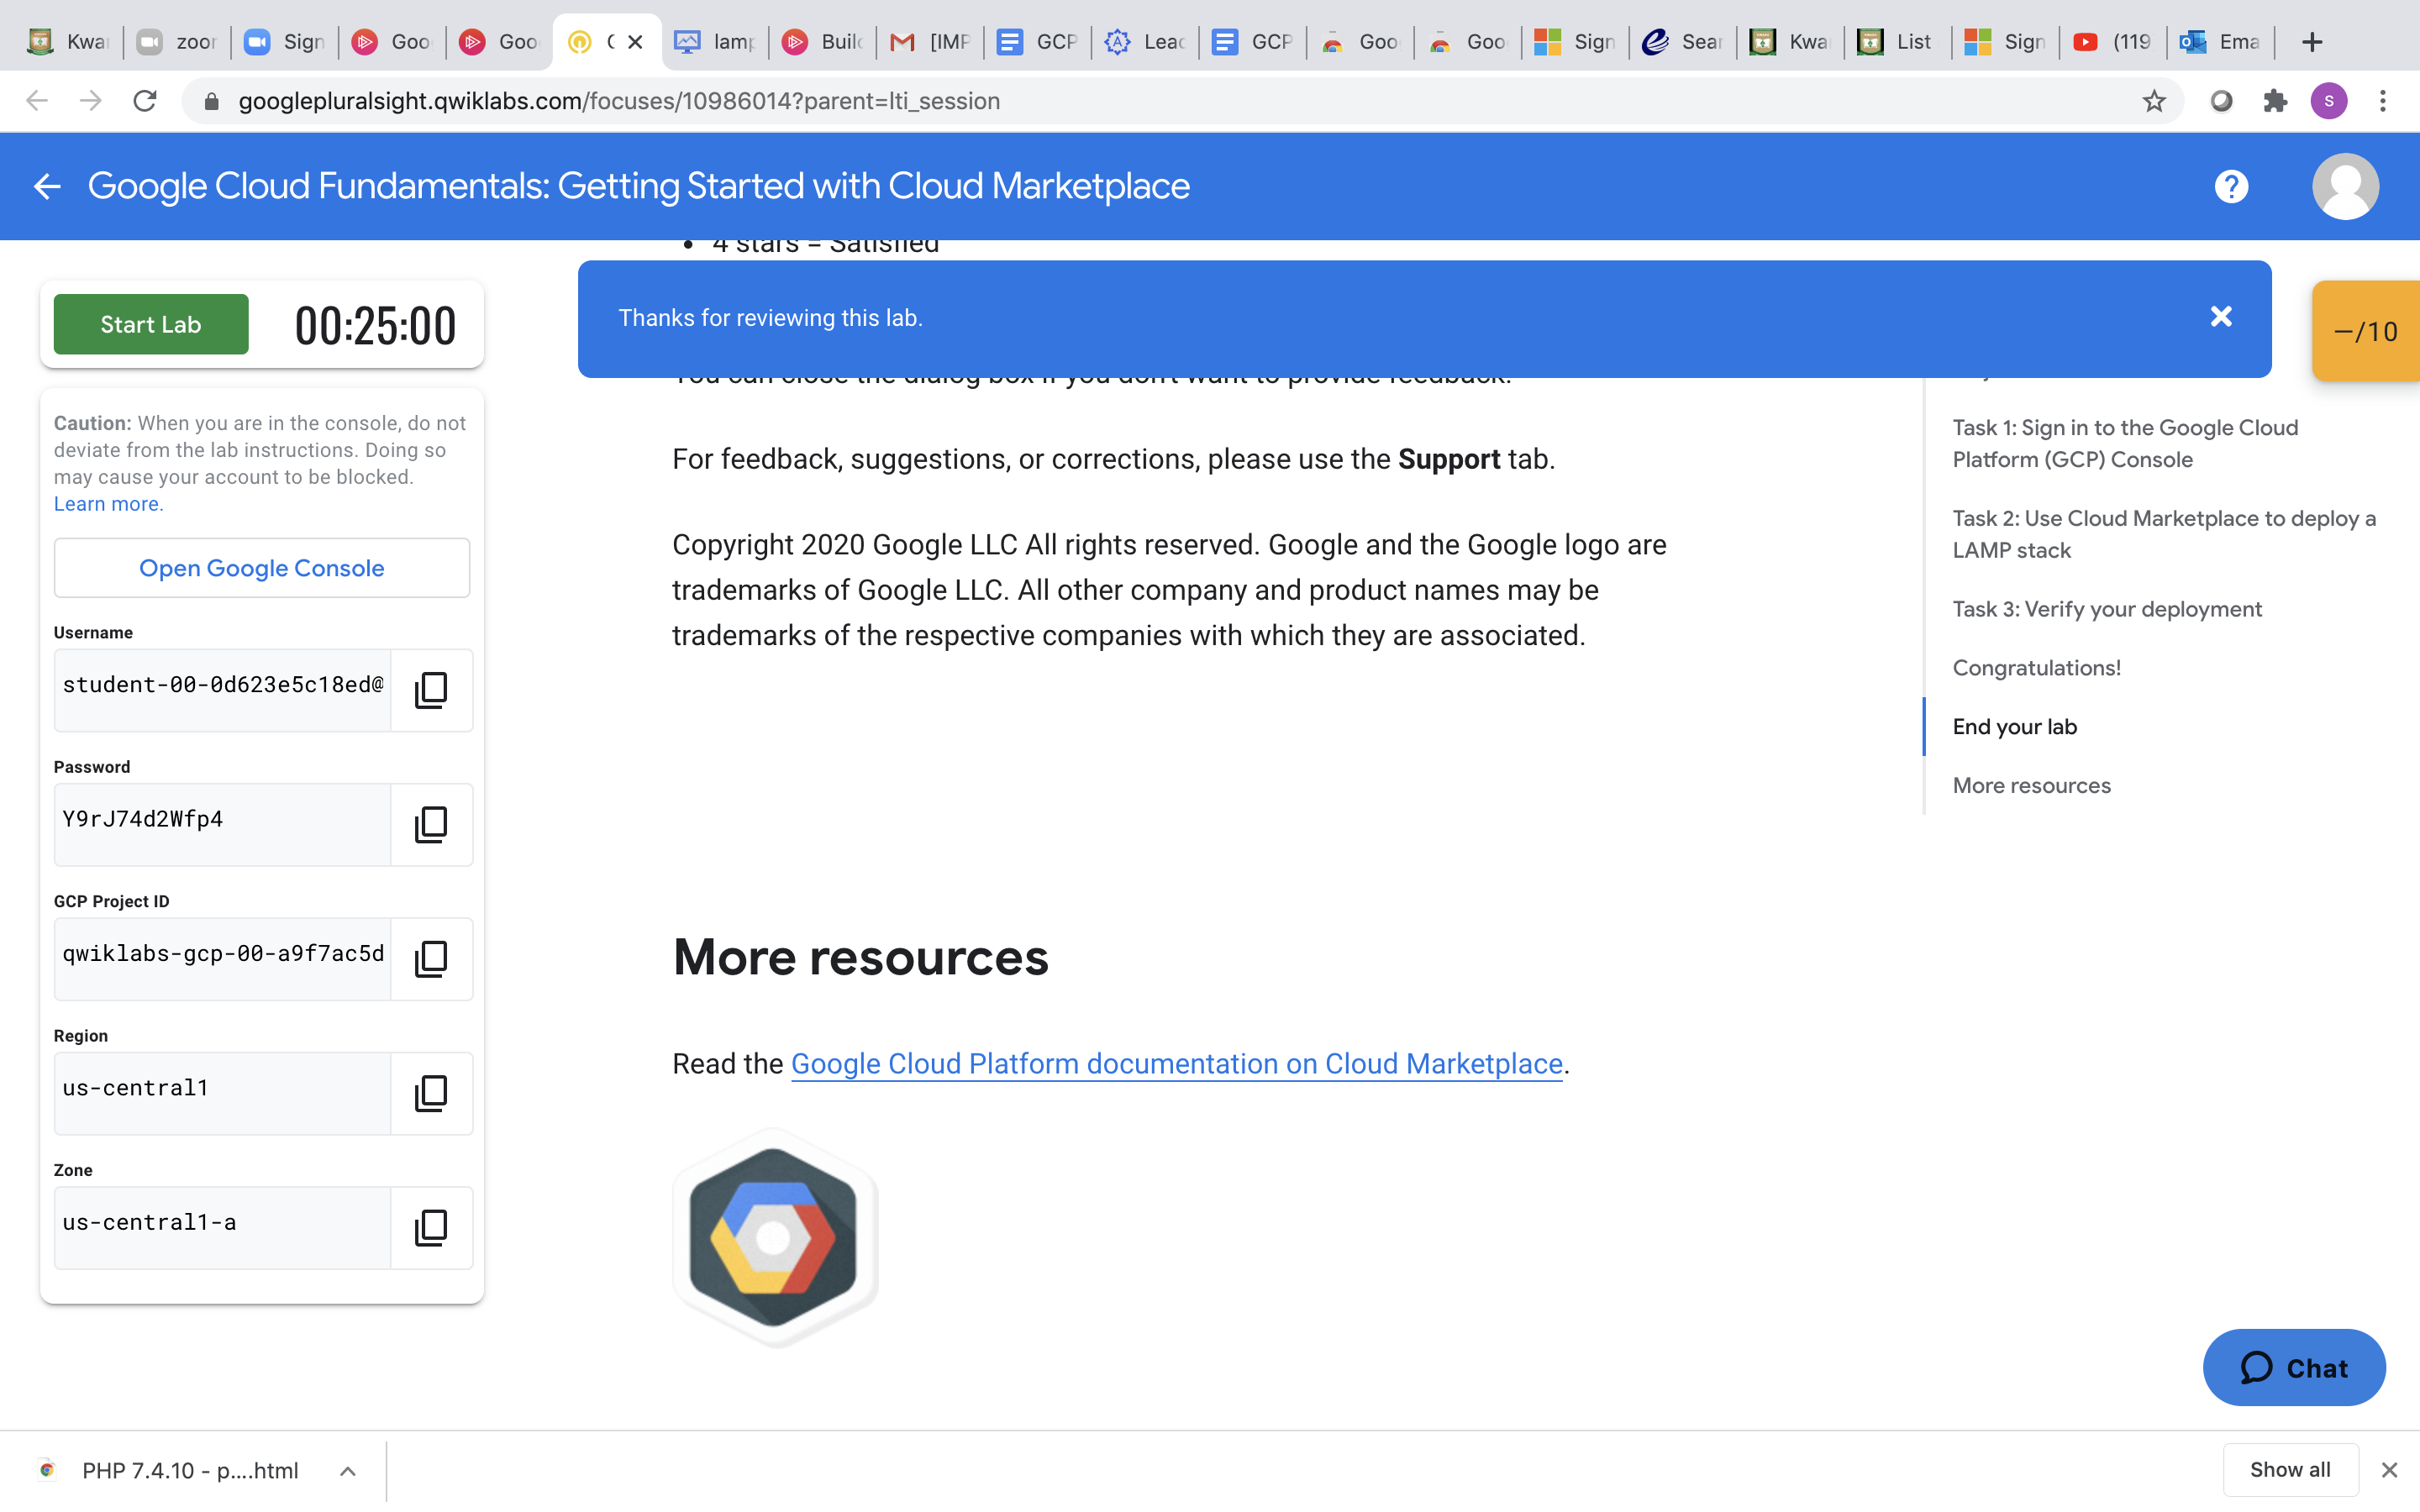 Kwa zoor Sign Goo Goo lamp Build [IMP GCP Lead GCP Goo Goo Sign Sear Kwa List Sign (119 Ema
googlepluralsight.qwiklabs.com/focuses/10986014?parent=lti_session
S
Google Cloud Fundamentals: Getting Started with Cloud Marketplace
?
4 stars = Satisfied
Start Lab
00:25:00
Thanks for reviewing this lab.
–/10
You can close the dialog box if you don't want to provide feedback.
Caution: When you are in the console, do not
deviate from the lab instructions. Doing so
may cause your account to be blocked.
Learn more.
Open Google Console
Username
student-00-0d623e5c18ed@
Password
Y9rJ74d2Wfp4
GCP Project ID
qwiklabs-gcp-00-a9f7ac5d
Region
us-central1
Zone
us-central1-a
For feedback, suggestions, or corrections, please use the Support tab.
Copyright 2020 Google LLC All rights reserved. Google and the Google logo are
trademarks of Google LLC. All other company and product names may be
trademarks of the respective companies with which they are associated.
More resources
Read the Google Cloud Platform documentation on Cloud Marketplace.
Task 1: Sign in to the Google Cloud
Platform (GCP) Console
Task 2: Use Cloud Marketplace to deploy a
LAMP stack
Task 3: Verify your deployment
Congratulations!
End your lab
More resources
Chat
PHP 7.4.10 - p....html
Show all